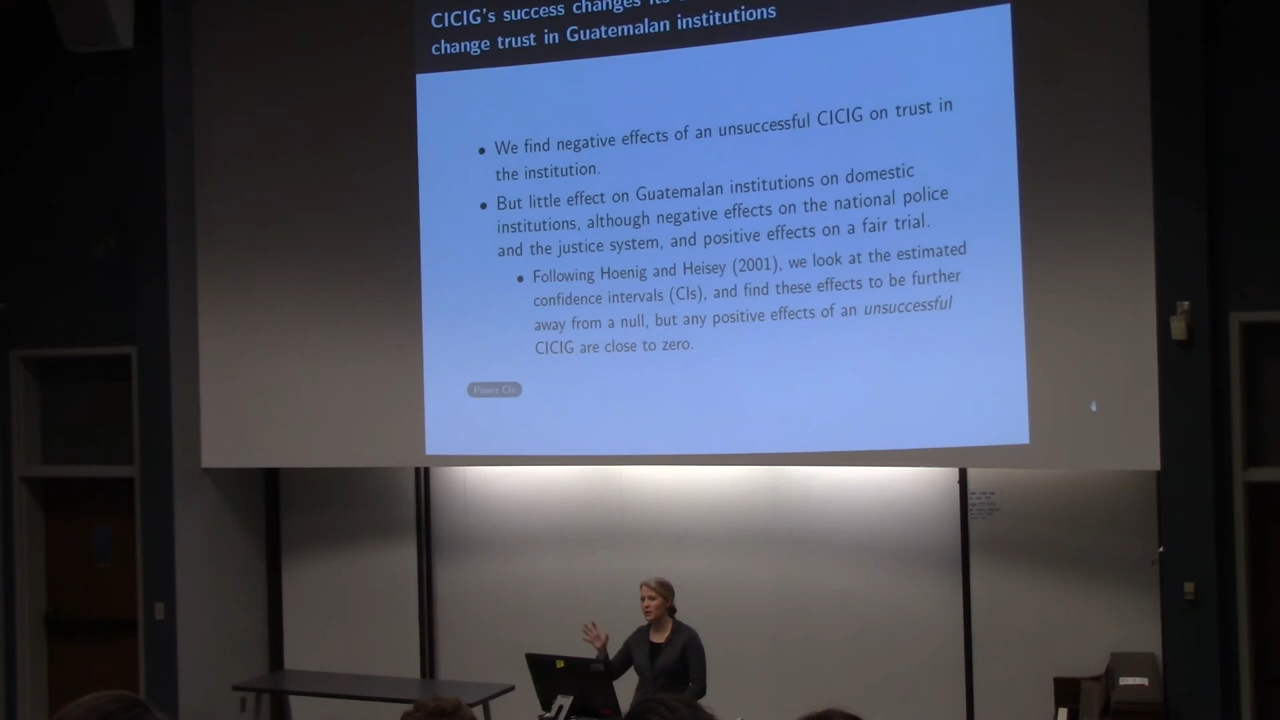 CICIG's success changes its
change trust in Guatemalan institutions
• We find negative effects of an unsuccessful CICIG on trust in
the institution.
• But little effect on Guatemalan institutions on domestic
institutions, although negative effects on the national police
and the justice system, and positive effects on a fair trial.
• Following Hoenig and Heisey (2001), we look at the estimated
confidence intervals (CIs), and find these effects to be further
away from a null, but any positive effects of an unsuccessful
CICIG are close to zero.
Power CIs